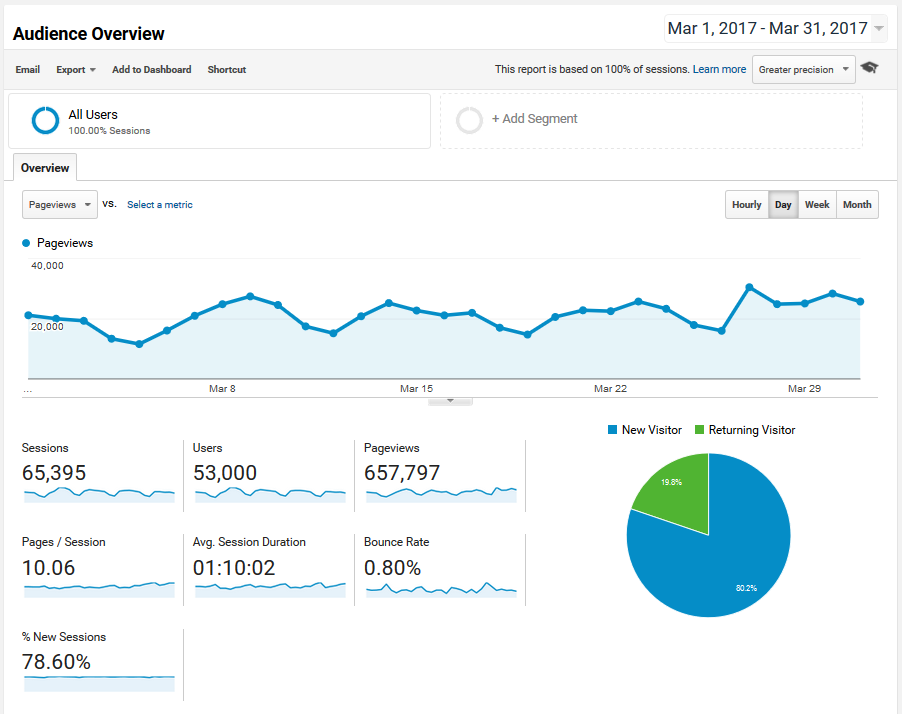 Audience Overview
Mar 1, 2017 - Mar 31, 2017
Email Export Add to Dashboard Shortcut
This report is based on 100% of sessions. Learn more Greater precision
All Users
100.00% Sessions
+ Add Segment
Overview
Pageviews vs. Select a metric
Hourly Day Week Month
Pageviews
40,000
20,000
... Mar 8 Mar 15 Mar 22 Mar 29
New Visitor Returning Visitor
Sessions
65,395
Users
53,000
Pageviews
657,797
Pages / Session
10.06
Avg. Session Duration
01:10:02
Bounce Rate
0.80%
% New Sessions
78.60%
19.8%
80.2%